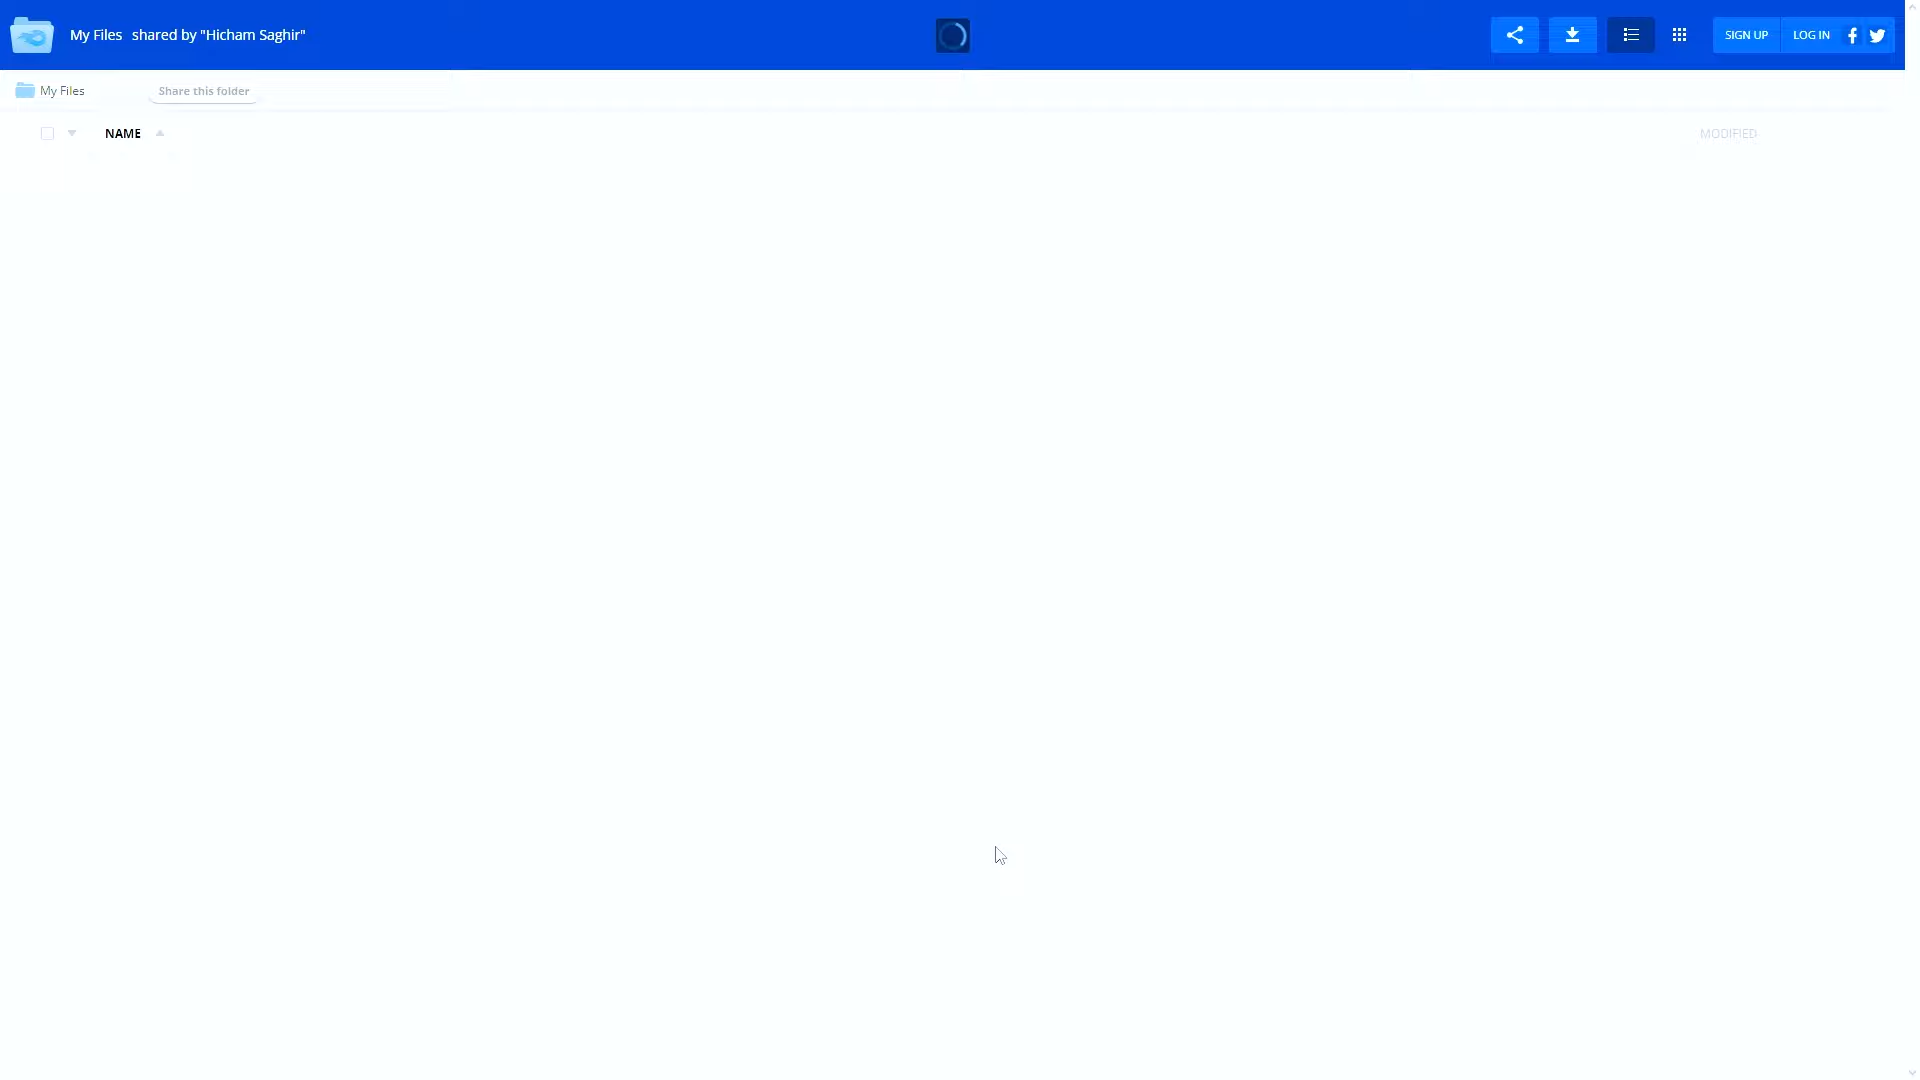 My Files shared by "Hicham Saghir"
SIGN UP
LOG IN
My Files
Share this folder
NAME
MODIFIED